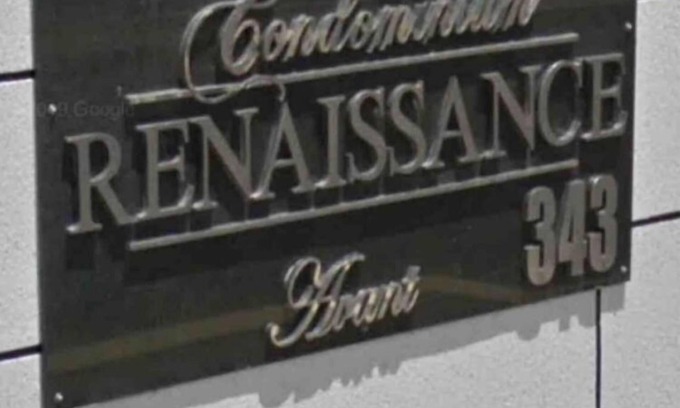 Condominium
RENAISSANCE
343
Avant